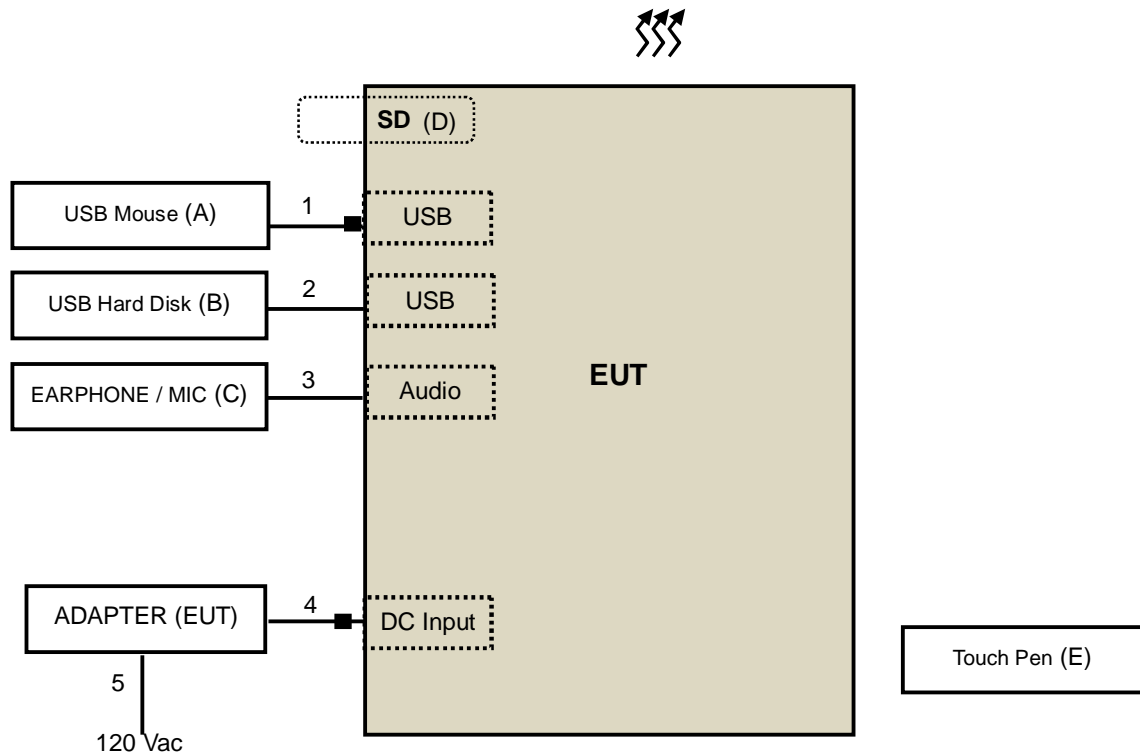 SD (D)
USB Mouse (A)
1
USB
USB Hard Disk (B)
2
USB
EARPHONE / MIC (C)
3
Audio
EUT
ADAPTER (EUT)
4
DC Input
Touch Pen (E)
5
120 Vac